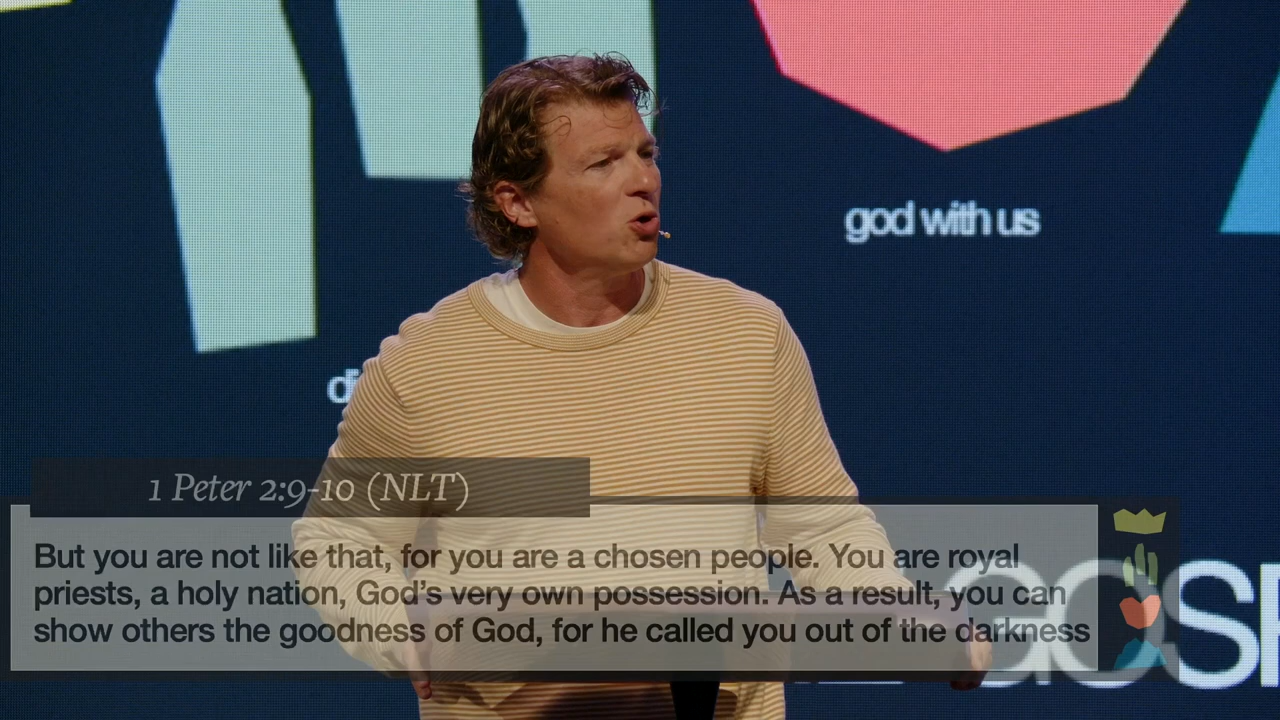 god with us
di
1 Peter 2:9-10 (NLT)
But you are not like that, for you are a chosen people. You are royal
priests, a holy nation, God's very own possession. As a result, you can
show others the goodness of God, for he called you out of the darkness
GOSP